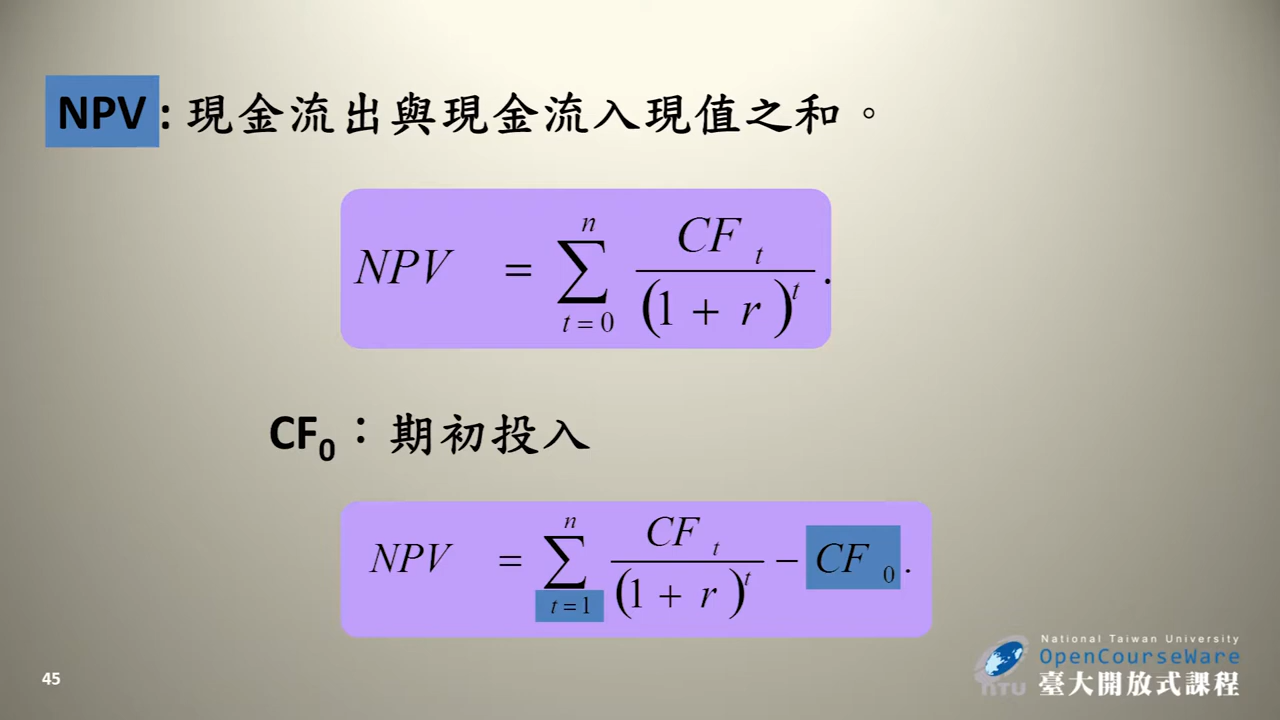 NPV : 現金流出與現金流入現值之和。
NPV = ∑_{t=0}^{n} CF_t / (1 + r)^t .
CF₀：期初投入
NPV = ∑_{t=1}^{n} CF_t / (1 + r)^t − CF_0 .
National Taiwan University
OpenCourseWare
NTU 臺大開放式課程
45